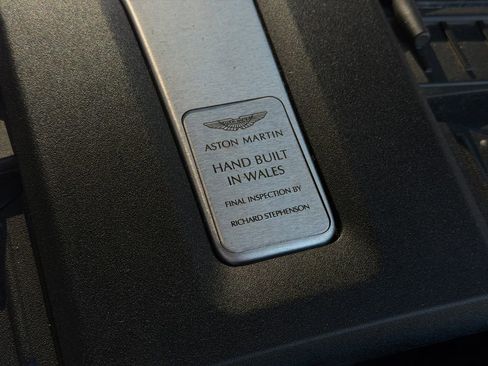 ASTON MARTIN
HAND BUILT
IN WALES
FINAL INSPECTION BY
RICHARD STEPHENSON